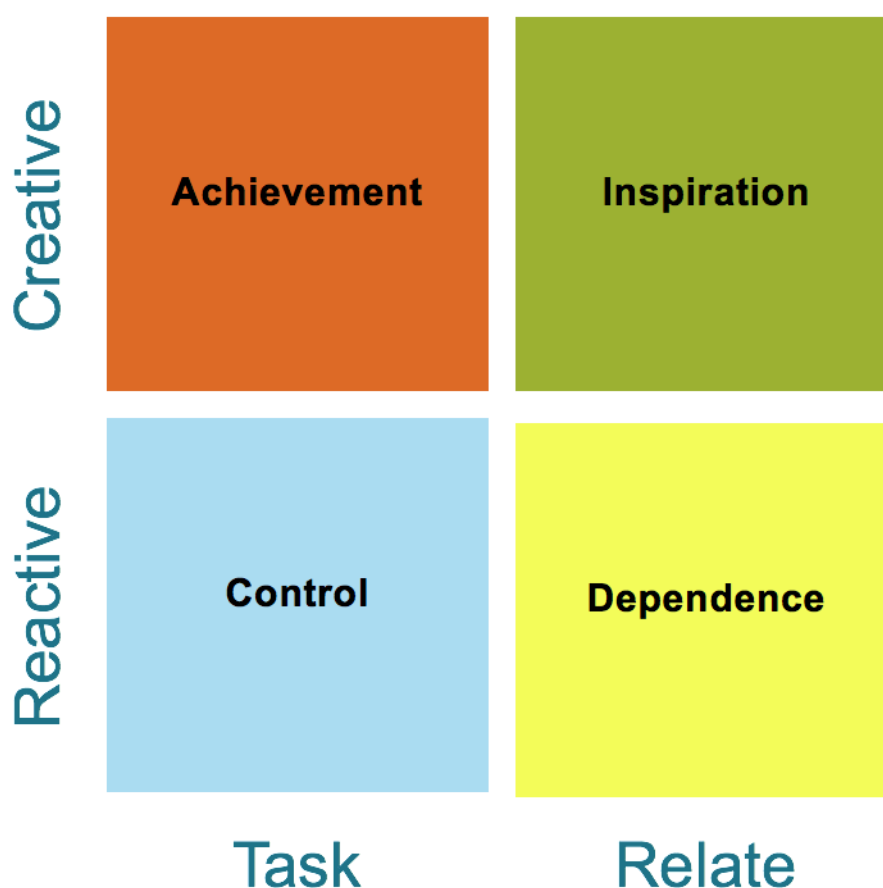 Creative
Achievement
Inspiration
Reactive
Control
Dependence
Task
Relate